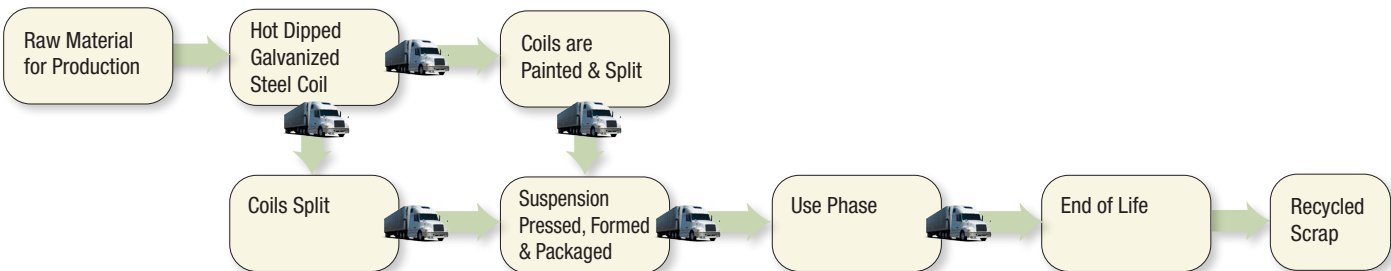 Raw Material
for Production
Hot Dipped
Galvanized
Steel Coil
Coils are
Painted & Split
Coils Split
Suspension
Pressed, Formed
& Packaged
Use Phase
End of Life
Recycled
Scrap